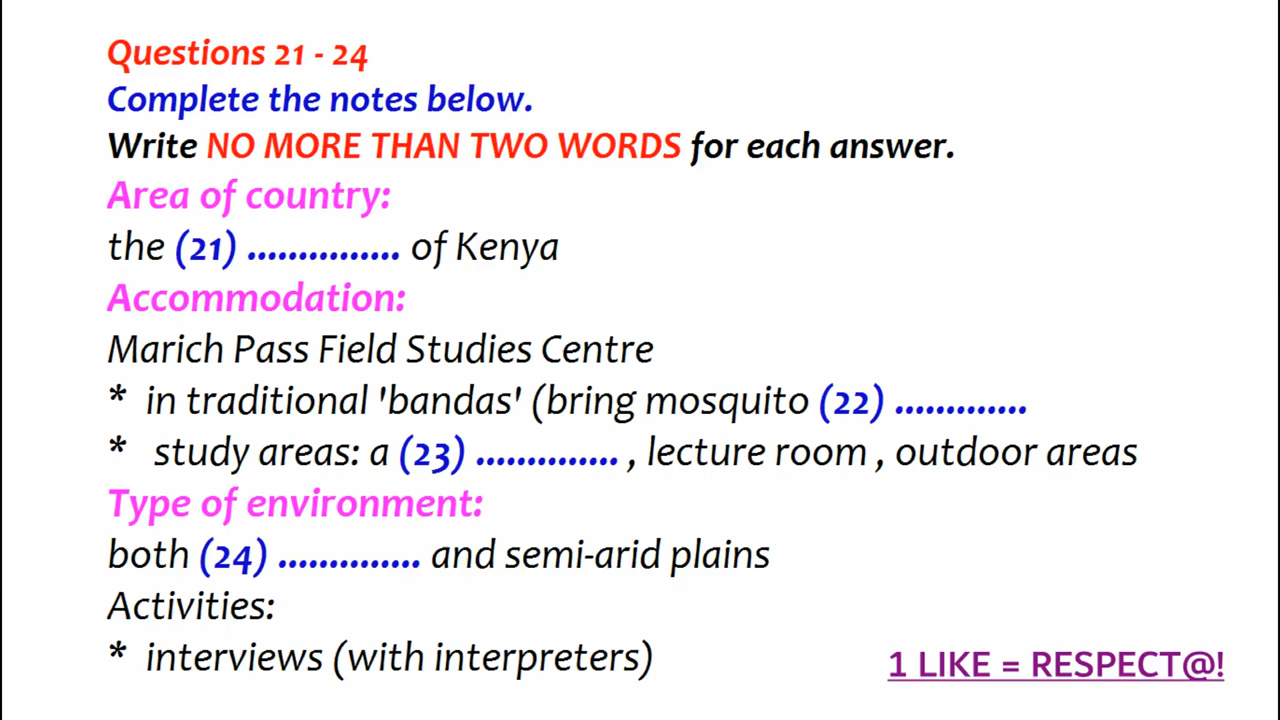 Questions 21 - 24
Complete the notes below.
Write NO MORE THAN TWO WORDS for each answer.
Area of country:
the (21) ............... of Kenya
Accommodation:
Marich Pass Field Studies Centre
* in traditional 'bandas' (bring mosquito (22) .............
* study areas: a (23) .............. , lecture room , outdoor areas
Type of environment:
both (24) .............. and semi-arid plains
Activities:
* interviews (with interpreters)
1 LIKE = RESPECT@!